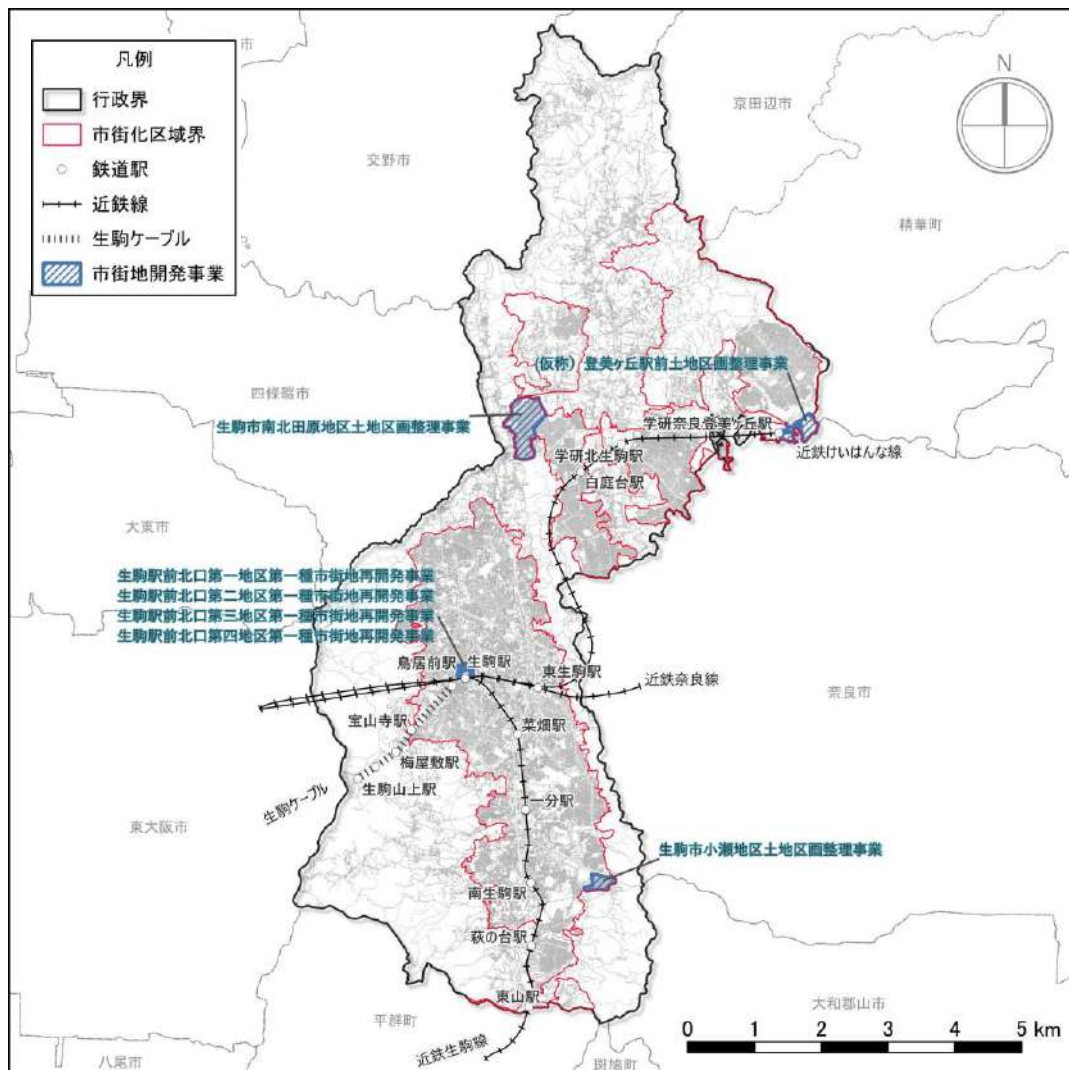 凡例
行政界
市街化区域界
鉄道駅
近鉄線
生駒ケーブル
市街地開発事業
市
N
京田辺市
交野市
精華町
(仮称) 登美ヶ丘駅前土地区画整理事業
四條畷市
生駒市南北田原地区土地区画整理事業
学研奈良登美ヶ丘駅
近鉄けいはんな線
学研北生駒駅
白庭台駅
大東市
生駒駅前北口第一地区第一種市街地再開発事業
生駒駅前北口第二地区第一種市街地再開発事業
生駒駅前北口第三地区第一種市街地再開発事業
生駒駅前北口第四地区第一種市街地再開発事業
鳥居前駅
生駒駅
東生駒駅
近鉄奈良線
奈良市
宝山寺駅
菜畑駅
梅屋敷駅
生駒山上駅
生駒ケーブル
一分駅
東大阪市
生駒市小瀬地区土地区画整理事業
南生駒駅
萩の台駅
東山駅
大和郡山市
平群町
近鉄生駒線
八尾市
斑鳩町
0 1 2 3 4 5 km